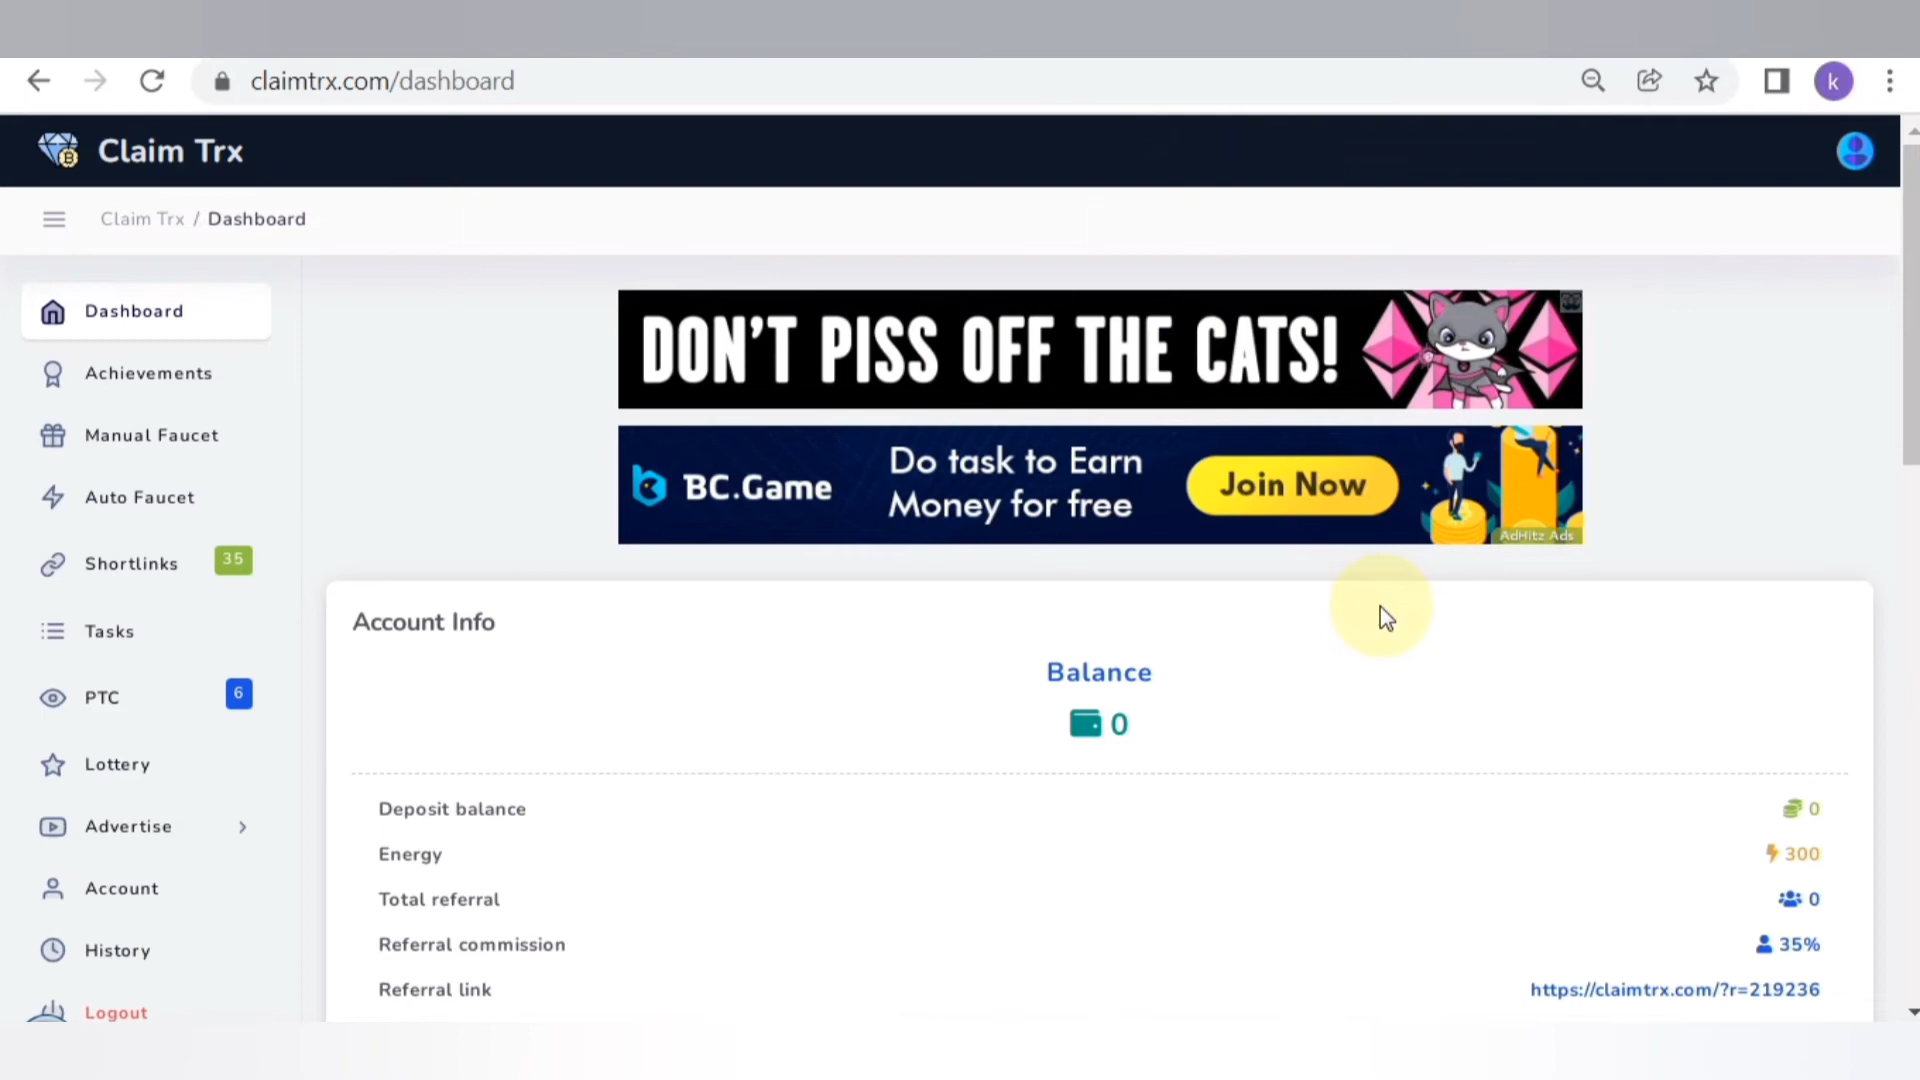 claimtrx.com/dashboard
k
Claim Trx
Claim Trx / Dashboard
DON'T PISS OFF THE CATS!
BC.Game
Do task to Earn
Money for free
Join Now
AdHitz Ads
Dashboard
Achievements
Manual Faucet
Auto Faucet
Shortlinks 35
Tasks
PTC 6
Lottery
Advertise
Account
History
Logout
Account Info
Balance
0
Deposit balance 0
Energy 300
Total referral 0
Referral commission 35%
Referral link https://claimtrx.com/?r=219236